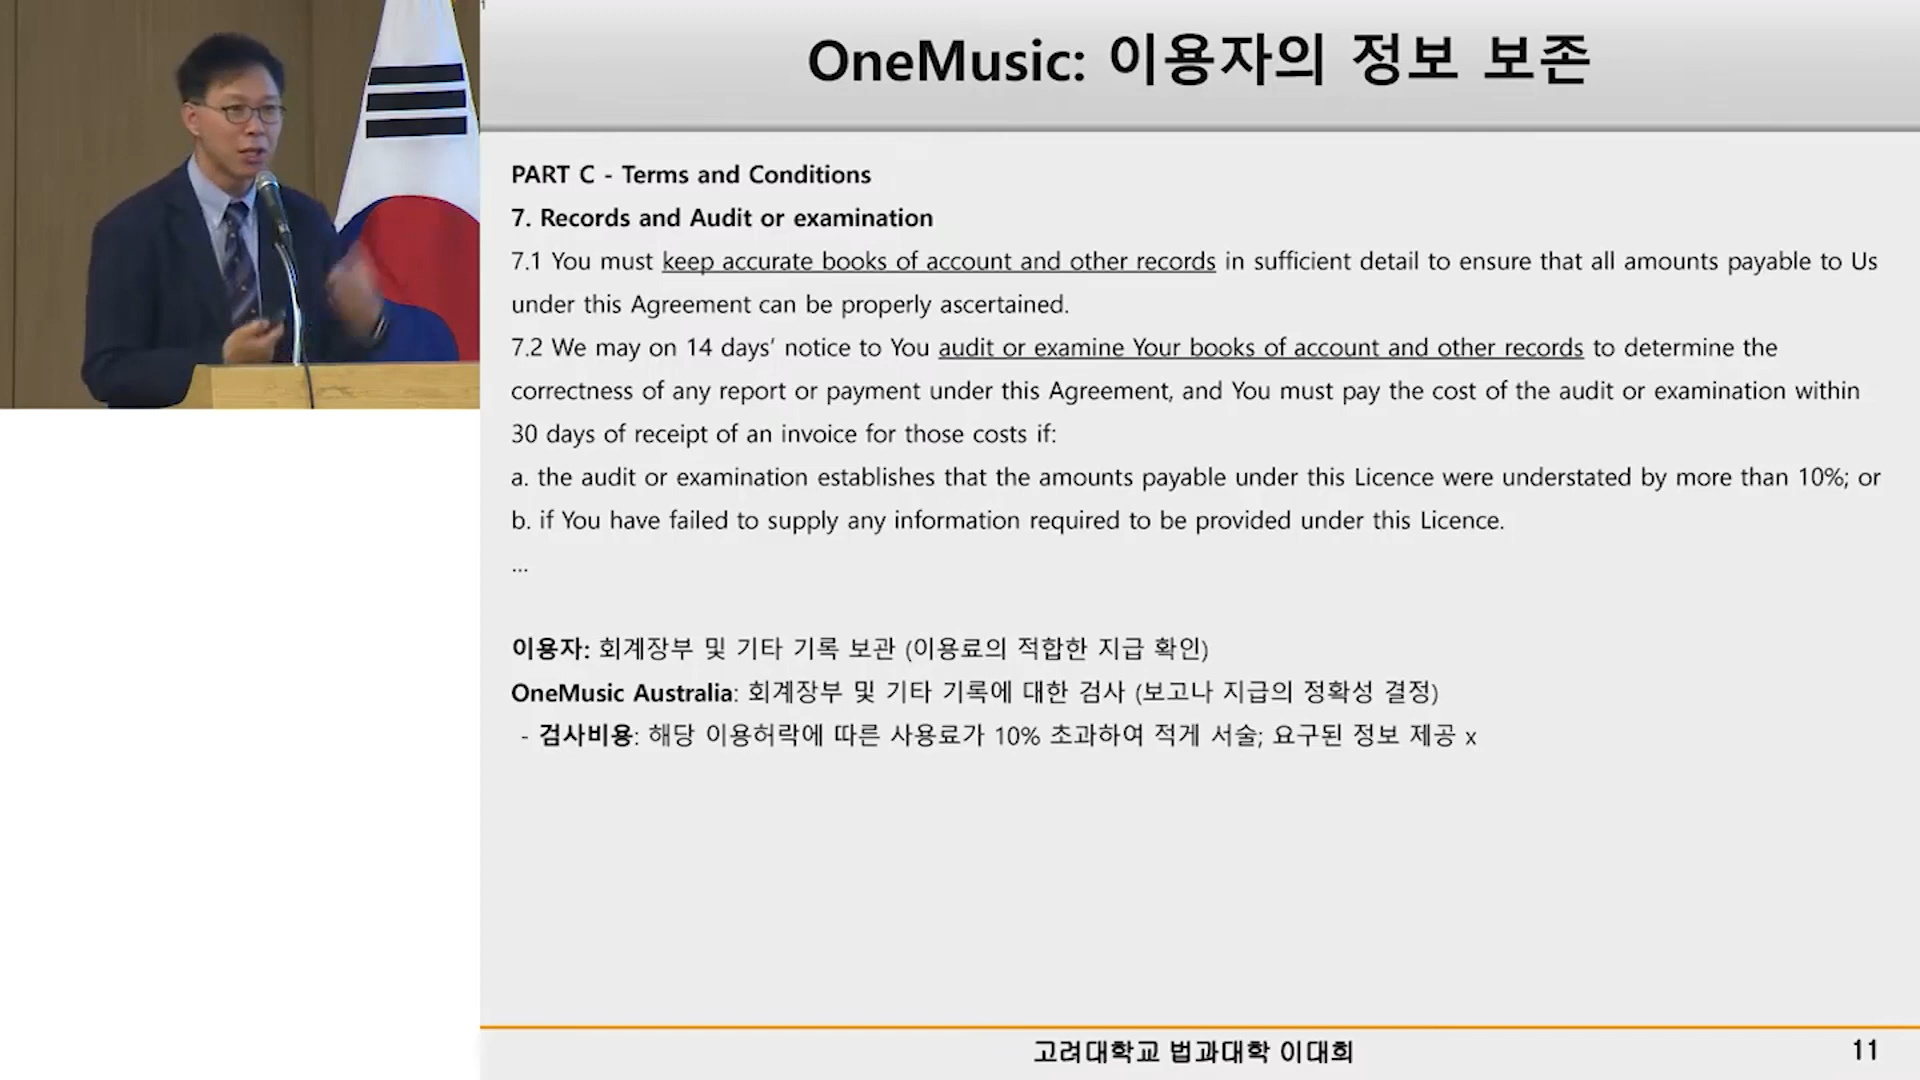 OneMusic: 이용자의 정보 보존
PART C - Terms and Conditions
7. Records and Audit or examination
7.1 You must keep accurate books of account and other records in sufficient detail to ensure that all amounts payable to Us
under this Agreement can be properly ascertained.
7.2 We may on 14 days’ notice to You audit or examine Your books of account and other records to determine the
correctness of any report or payment under this Agreement, and You must pay the cost of the audit or examination within
30 days of receipt of an invoice for those costs if:
a. the audit or examination establishes that the amounts payable under this Licence were understated by more than 10%; or
b. if You have failed to supply any information required to be provided under this Licence.
...
이용자: 회계장부 및 기타 기록 보관 (이용료의 적합한 지급 확인)
OneMusic Australia: 회계장부 및 기타 기록에 대한 검사 (보고나 지급의 정확성 결정)
- 검사비용: 해당 이용허락에 따른 사용료가 10% 초과하여 적게 서술; 요구된 정보 제공 x
고려대학교 법과대학 이대희
11